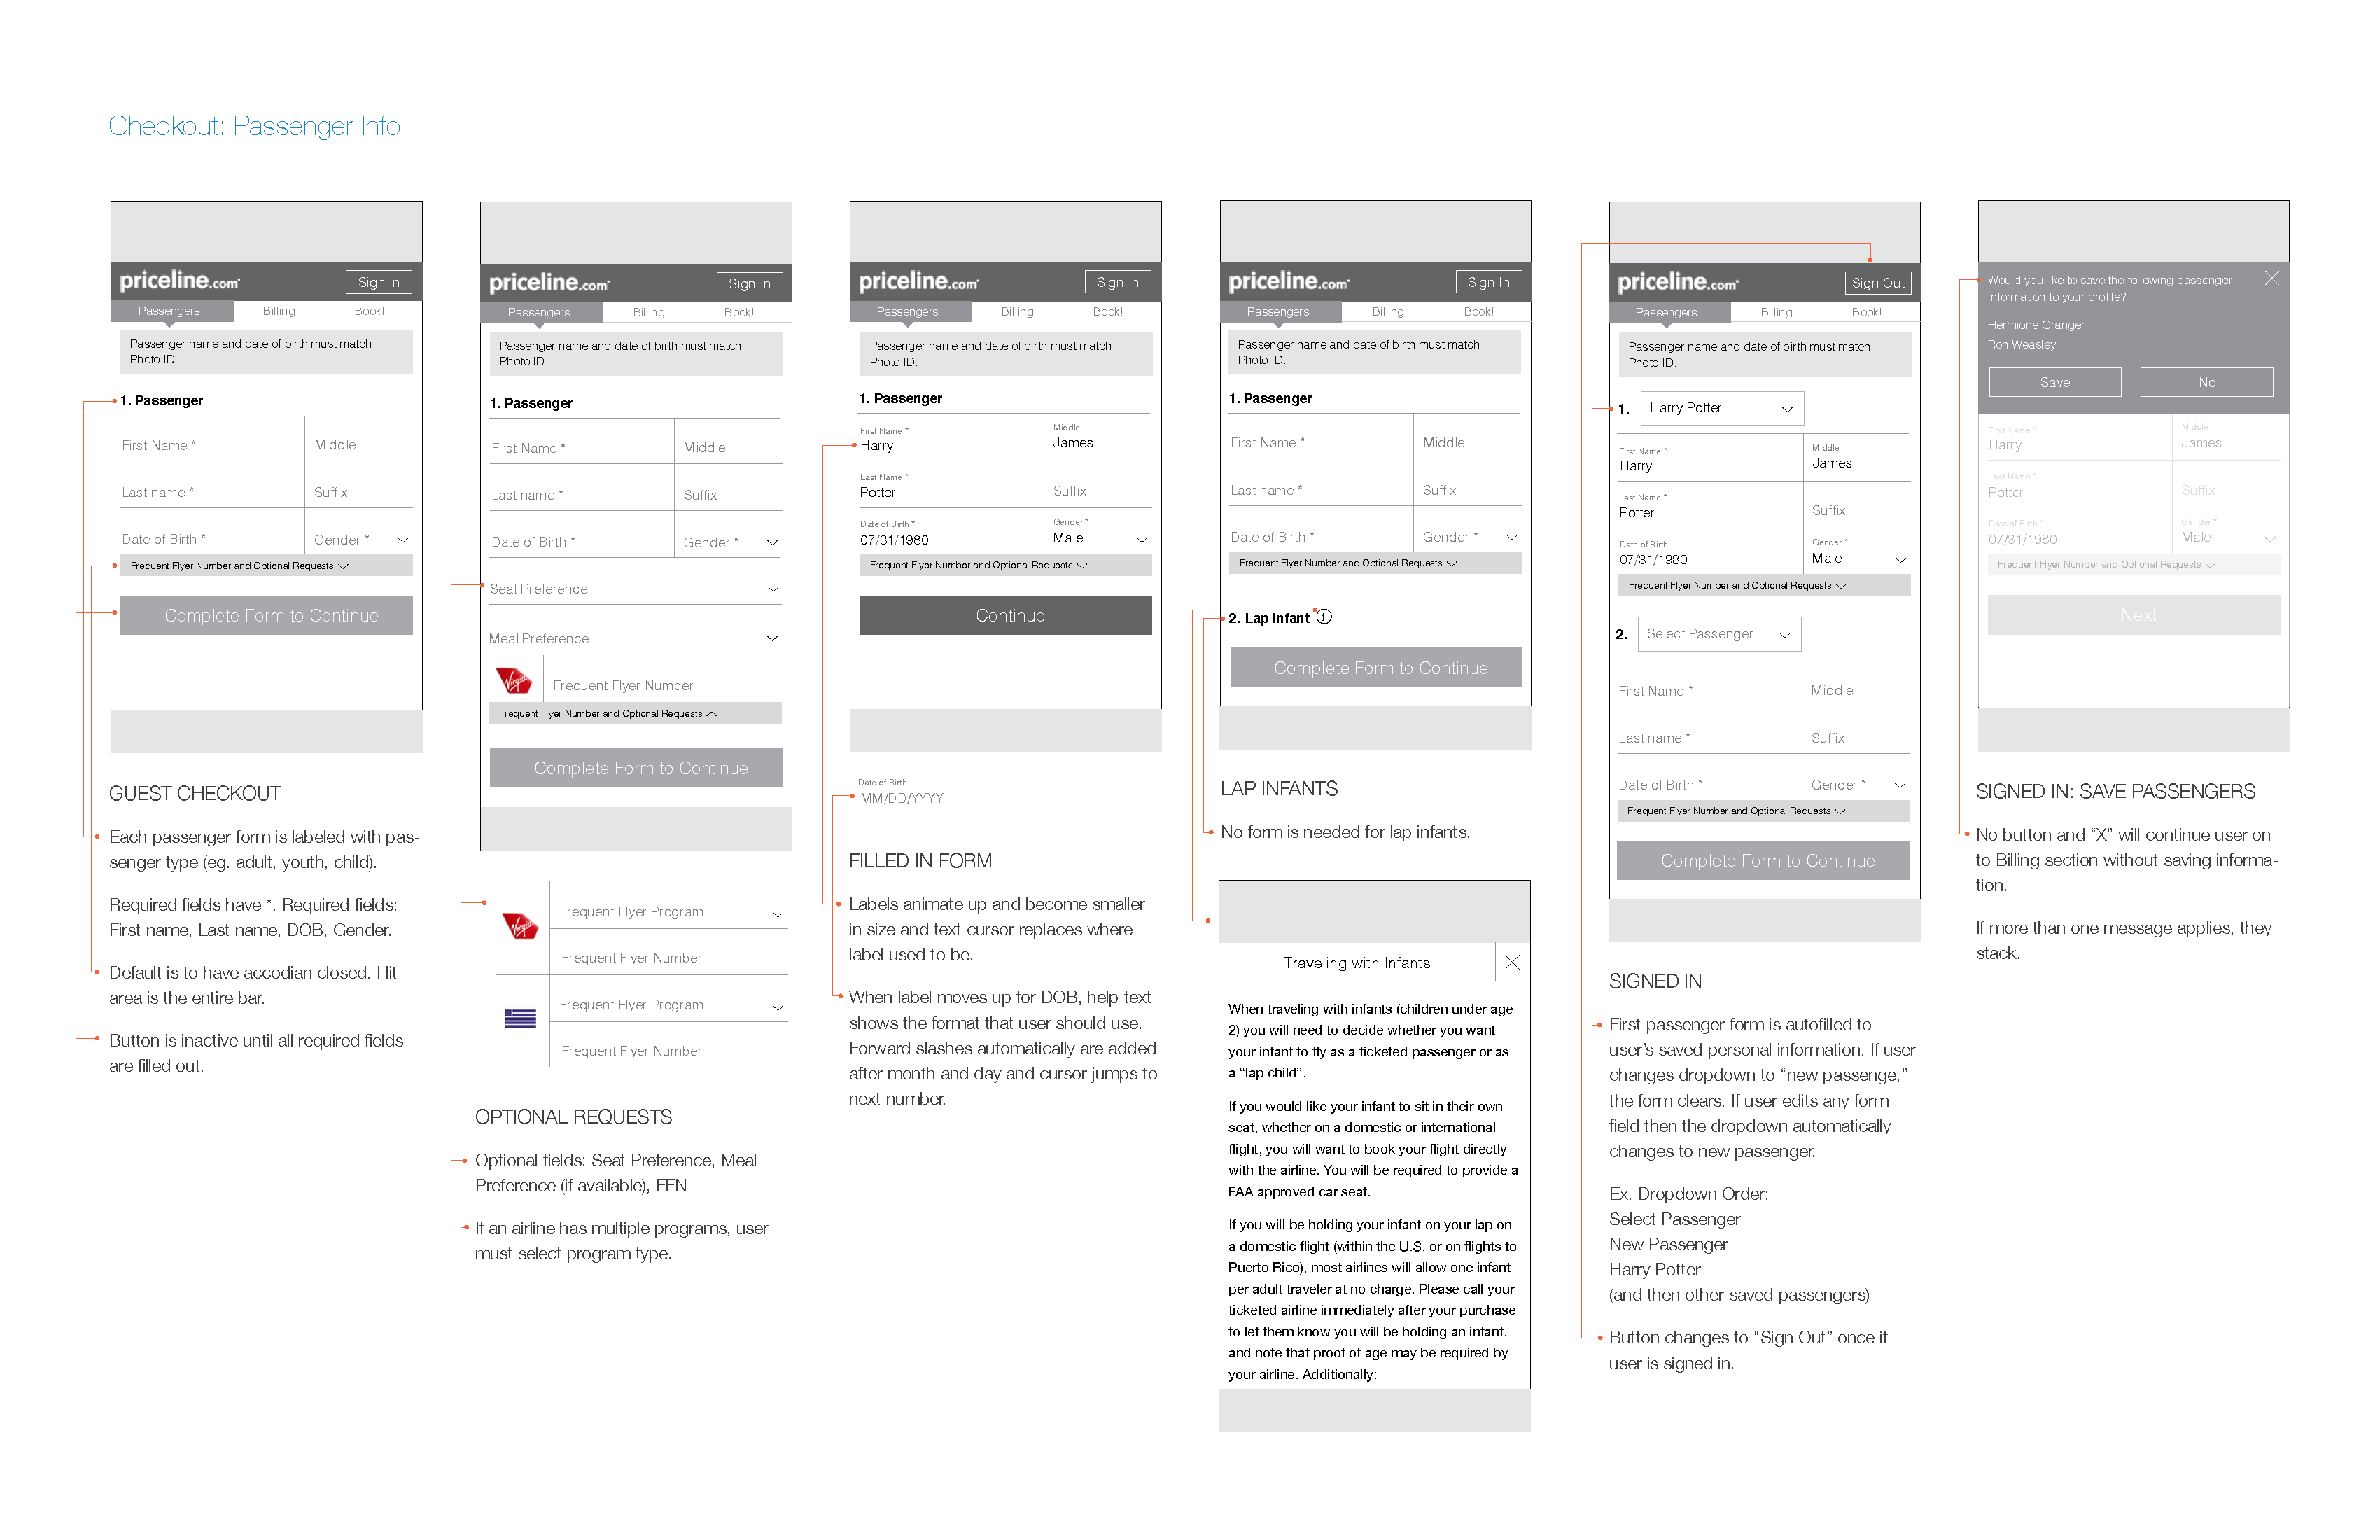 Checkout: Passenger Info
priceline.com
Sign In
Passengers
Billing
Book!
Passenger name and date of birth must match
Photo ID.
1. Passenger
First Name *
Middle
Last name *
Suffix
Date of Birth *
Gender *
Frequent Flyer Number and Optional Requests
Complete Form to Continue
GUEST CHECKOUT
Each passenger form is labeled with pas-
senger type (eg. adult, youth, child).
Required fields have *. Required fields:
First name, Last name, DOB, Gender.
Default is to have accodian closed. Hit
area is the entire bar.
Button is inactive until all required fields
are filled out.
priceline.com
Sign In
Passengers
Billing
Book!
Passenger name and date of birth must match
Photo ID.
1. Passenger
First Name *
Middle
Last name *
Suffix
Date of Birth *
Gender *
Seat Preference
Meal Preference
Virgin
Frequent Flyer Number
Frequent Flyer Number and Optional Requests
Complete Form to Continue
Virgin
Frequent Flyer Program
Frequent Flyer Number
Frequent Flyer Program
Frequent Flyer Number
OPTIONAL REQUESTS
Optional fields: Seat Preference, Meal
Preference (if available), FFN
If an airline has multiple programs, user
must select program type.
priceline.com
Sign In
Passengers
Billing
Book!
Passenger name and date of birth must match
Photo ID.
1. Passenger
First Name *
Harry
Middle
James
Last Name *
Potter
Suffix
Date of Birth *
07/31/1980
Gender *
Male
Frequent Flyer Number and Optional Requests
Continue
Date of Birth
MM/DD/YYYY
FILLED IN FORM
Labels animate up and become smaller
in size and text cursor replaces where
label used to be.
When label moves up for DOB, help text
shows the format that user should use.
Forward slashes automatically are added
after month and day and cursor jumps to
next number.
priceline.com
Sign In
Passengers
Billing
Book!
Passenger name and date of birth must match
Photo ID.
1. Passenger
First Name *
Middle
Last name *
Suffix
Date of Birth *
Gender *
Frequent Flyer Number and Optional Requests
2. Lap Infant i
Complete Form to Continue
LAP INFANTS
No form is needed for lap infants.
Traveling with Infants
When traveling with infants (children under age
2) you will need to decide whether you want
your infant to fly as a ticketed passenger or as
a “lap child”.
If you would like your infant to sit in their own
seat, whether on a domestic or international
flight, you will want to book your flight directly
with the airline. You will be required to provide a
FAA approved car seat.
If you will be holding your infant on your lap on
a domestic flight (within the U.S. or on flights to
Puerto Rico), most airlines will allow one infant
per adult traveler at no charge. Please call your
ticketed airline immediately after your purchase
to let them know you will be holding an infant,
and note that proof of age may be required by
your airline. Additionally:
priceline.com
Sign Out
Passengers
Billing
Book!
Passenger name and date of birth must match
Photo ID.
1. Harry Potter
First Name *
Harry
Middle
James
Last Name *
Potter
Suffix
Date of Birth
07/31/1980
Gender *
Male
Frequent Flyer Number and Optional Requests
2. Select Passenger
First Name *
Middle
Last name *
Suffix
Date of Birth *
Gender *
Frequent Flyer Number and Optional Requests
Complete Form to Continue
SIGNED IN
First passenger form is autofilled to
user’s saved personal information. If user
changes dropdown to “new passenge,”
the form clears. If user edits any form
field then the dropdown automatically
changes to new passenger.
Ex. Dropdown Order:
Select Passenger
New Passenger
Harry Potter
(and then other saved passengers)
Button changes to “Sign Out” once if
user is signed in.
Would you like to save the following passenger
information to your profile?
Hermione Granger
Ron Weasley
Save
No
First Name *
Harry
Middle
James
Last Name *
Potter
Suffix
Date of Birth *
07/31/1980
Gender *
Male
Frequent Flyer Number and Optional Requests
Next
SIGNED IN: SAVE PASSENGERS
No button and “X” will continue user on
to Billing section without saving informa-
tion.
If more than one message applies, they
stack.